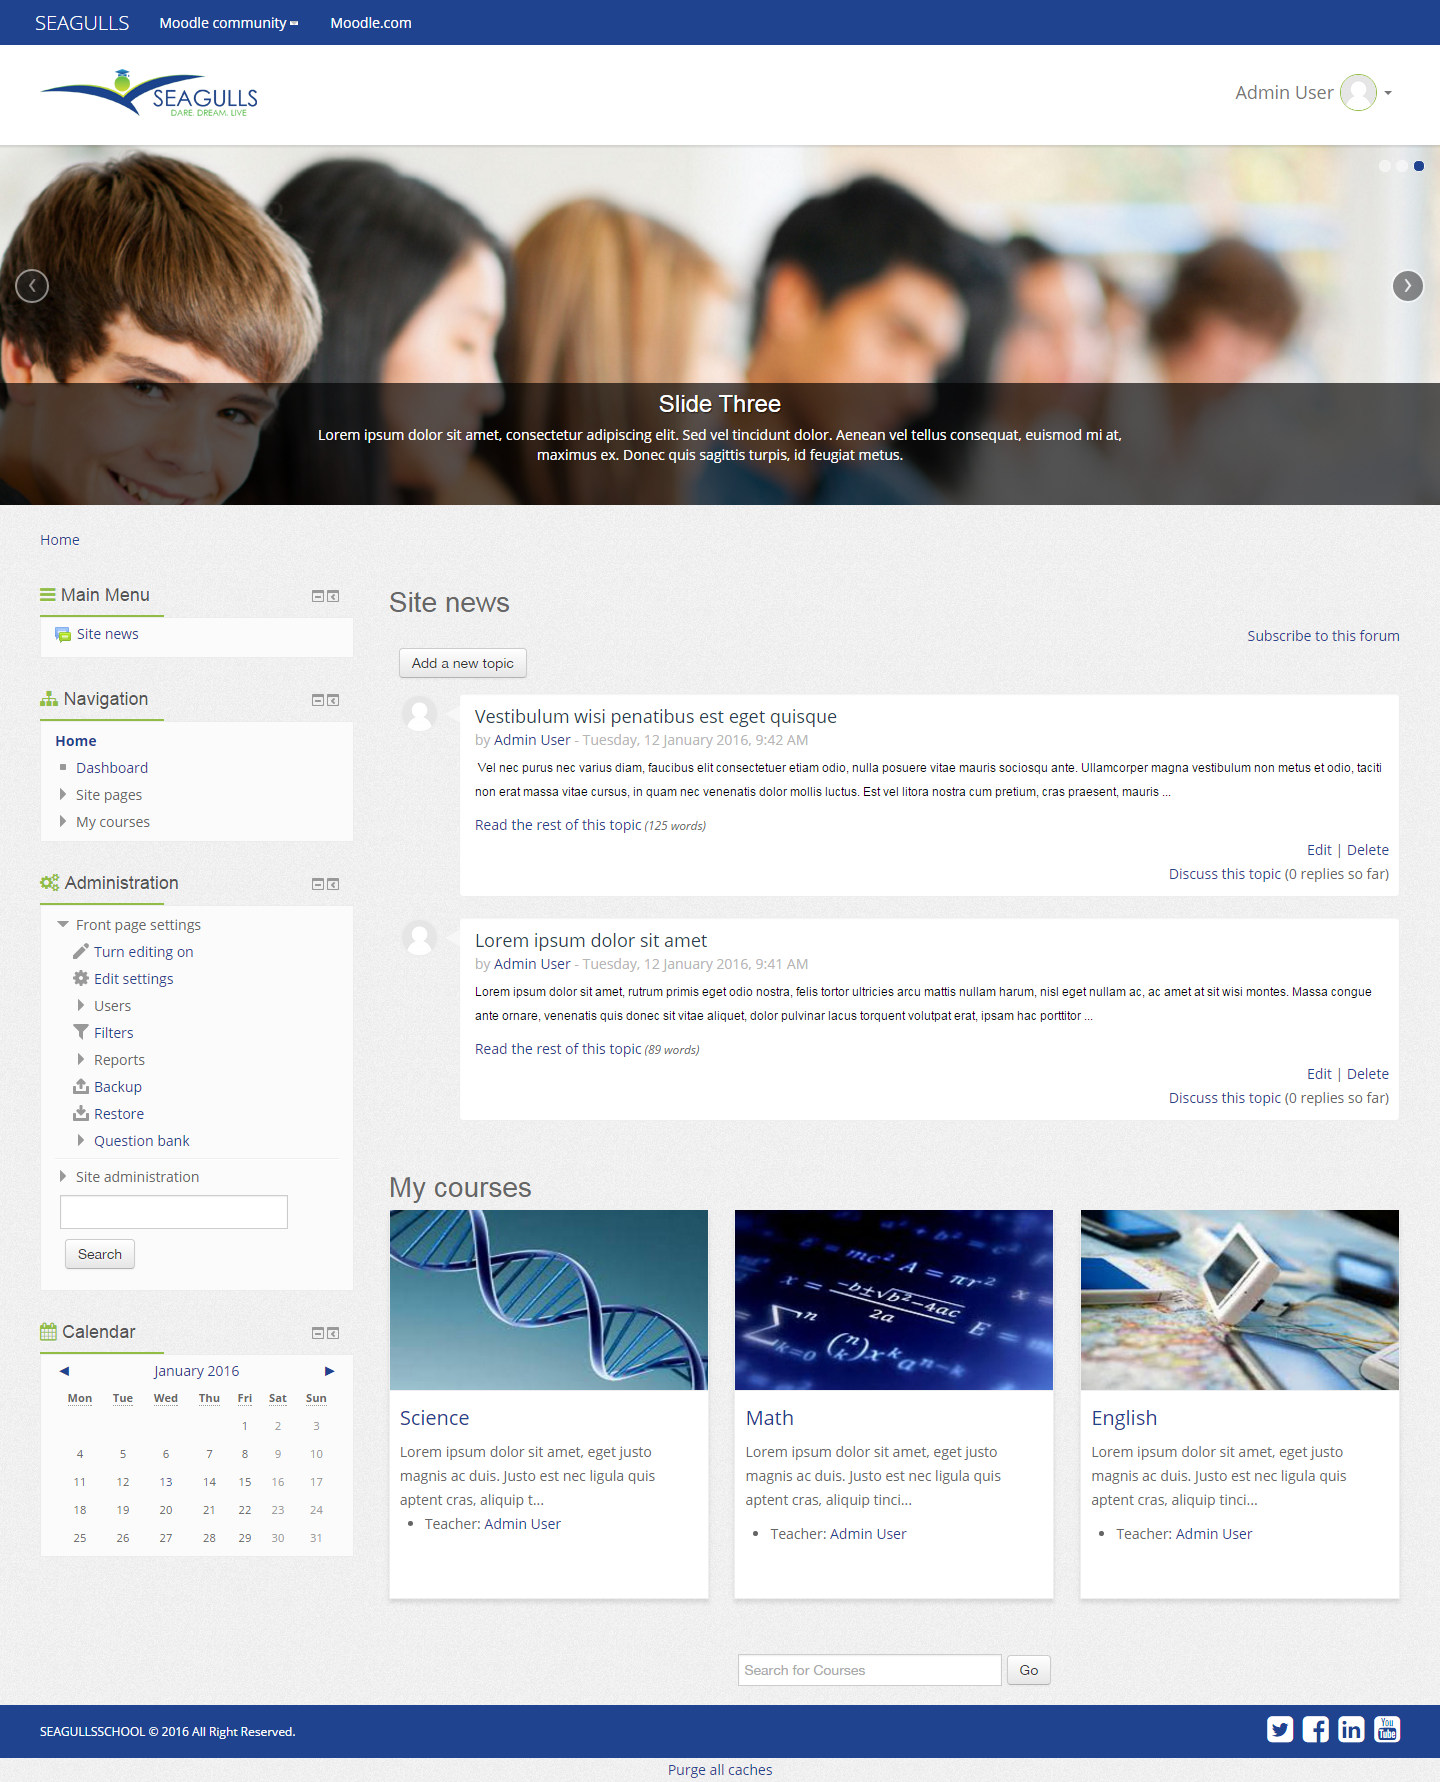 SEAGULLS Moodle community Moodle.com
SEAGULLS
DARE. DREAM. LIVE
Admin User
Slide Three
Lorem ipsum dolor sit amet, consectetur adipiscing elit. Sed vel tincidunt dolor. Aenean vel tellus consequat, euismod mi at,
maximus ex. Donec quis sagittis turpis, id feugiat metus.
Home
Main Menu
Site news
Navigation
Home
Dashboard
Site pages
My courses
Administration
Front page settings
Turn editing on
Edit settings
Users
Filters
Reports
Backup
Restore
Question bank
Site administration
Search
Calendar
◄ January 2016 ►
Mon Tue Wed Thu Fri Sat Sun
1 2 3
4 5 6 7 8 9 10
11 12 13 14 15 16 17
18 19 20 21 22 23 24
25 26 27 28 29 30 31
Site news
Subscribe to this forum
Add a new topic
Vestibulum wisi penatibus est eget quisque
by Admin User - Tuesday, 12 January 2016, 9:42 AM
Vel nec purus nec varius diam, faucibus elit consectetuer etiam odio, nulla posuere vitae mauris sociosqu ante. Ullamcorper magna vestibulum non metus et odio, taciti
non erat massa vitae cursus, in quam nec venenatis dolor mollis luctus. Est vel litora nostra cum pretium, cras praesent, mauris ...
Read the rest of this topic (125 words)
Edit | Delete
Discuss this topic (0 replies so far)
Lorem ipsum dolor sit amet
by Admin User - Tuesday, 12 January 2016, 9:41 AM
Lorem ipsum dolor sit amet, rutrum primis eget odio nostra, felis tortor ultricies arcu mattis nullam harum, nisl eget nullam ac, ac amet at sit wisi montes. Massa congue
ante ornare, venenatis quis donec sit vitae aliquet, dolor pulvinar lacus torquent volutpat erat, ipsam hac porttitor ...
Read the rest of this topic (89 words)
Edit | Delete
Discuss this topic (0 replies so far)
My courses
Science
Lorem ipsum dolor sit amet, eget justo
magnis ac duis. Justo est nec ligula quis
aptent cras, aliquip t...
Teacher: Admin User
E = mc² A = πr²
x = -b±√b²-4ac
2a
E =
∑ⁿk=0 (n k) xᵏ aⁿ⁻ᵏ
Math
Lorem ipsum dolor sit amet, eget justo
magnis ac duis. Justo est nec ligula quis
aptent cras, aliquip tinci...
Teacher: Admin User
English
Lorem ipsum dolor sit amet, eget justo
magnis ac duis. Justo est nec ligula quis
aptent cras, aliquip tinci...
Teacher: Admin User
Search for Courses Go
SEAGULLSSCHOOL © 2016 All Right Reserved.
You
Tube
Purge all caches